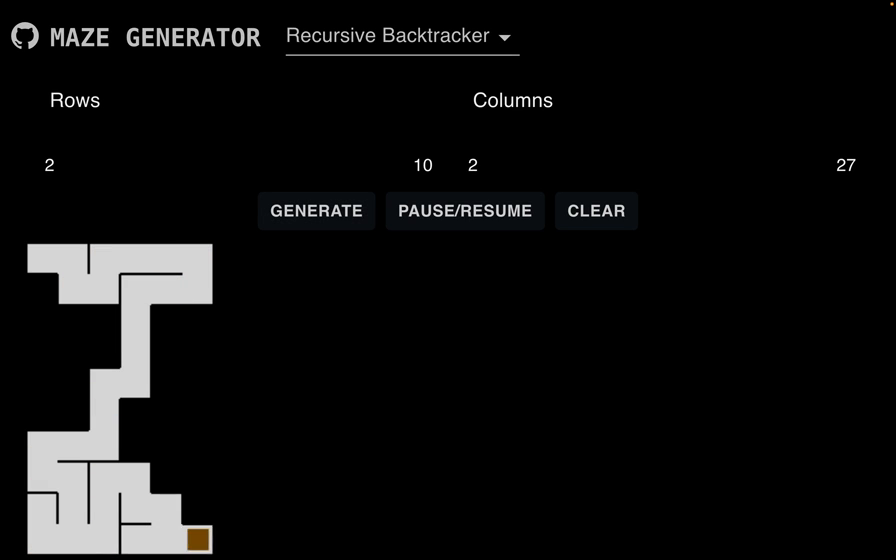 MAZE GENERATOR Recursive Backtracker
Rows Columns
2 10 2 27
GENERATE PAUSE/RESUME CLEAR